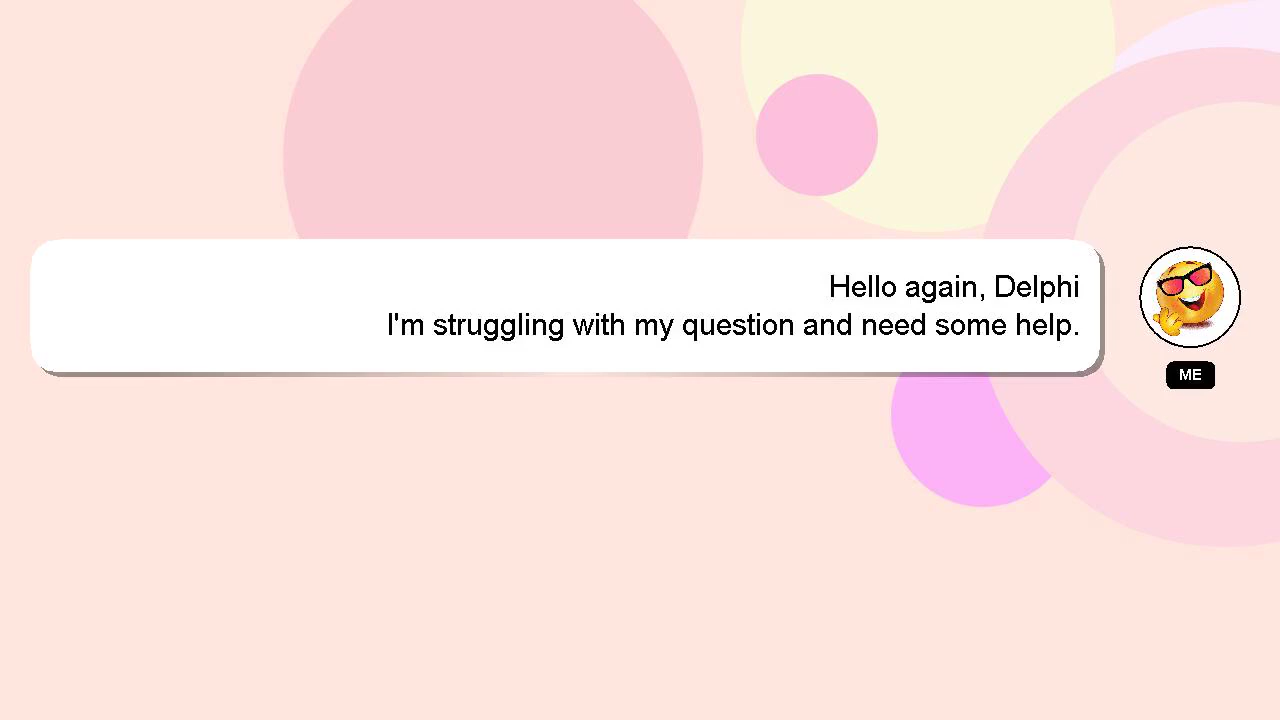 Hello again, Delphi
I'm struggling with my question and need some help.
ME